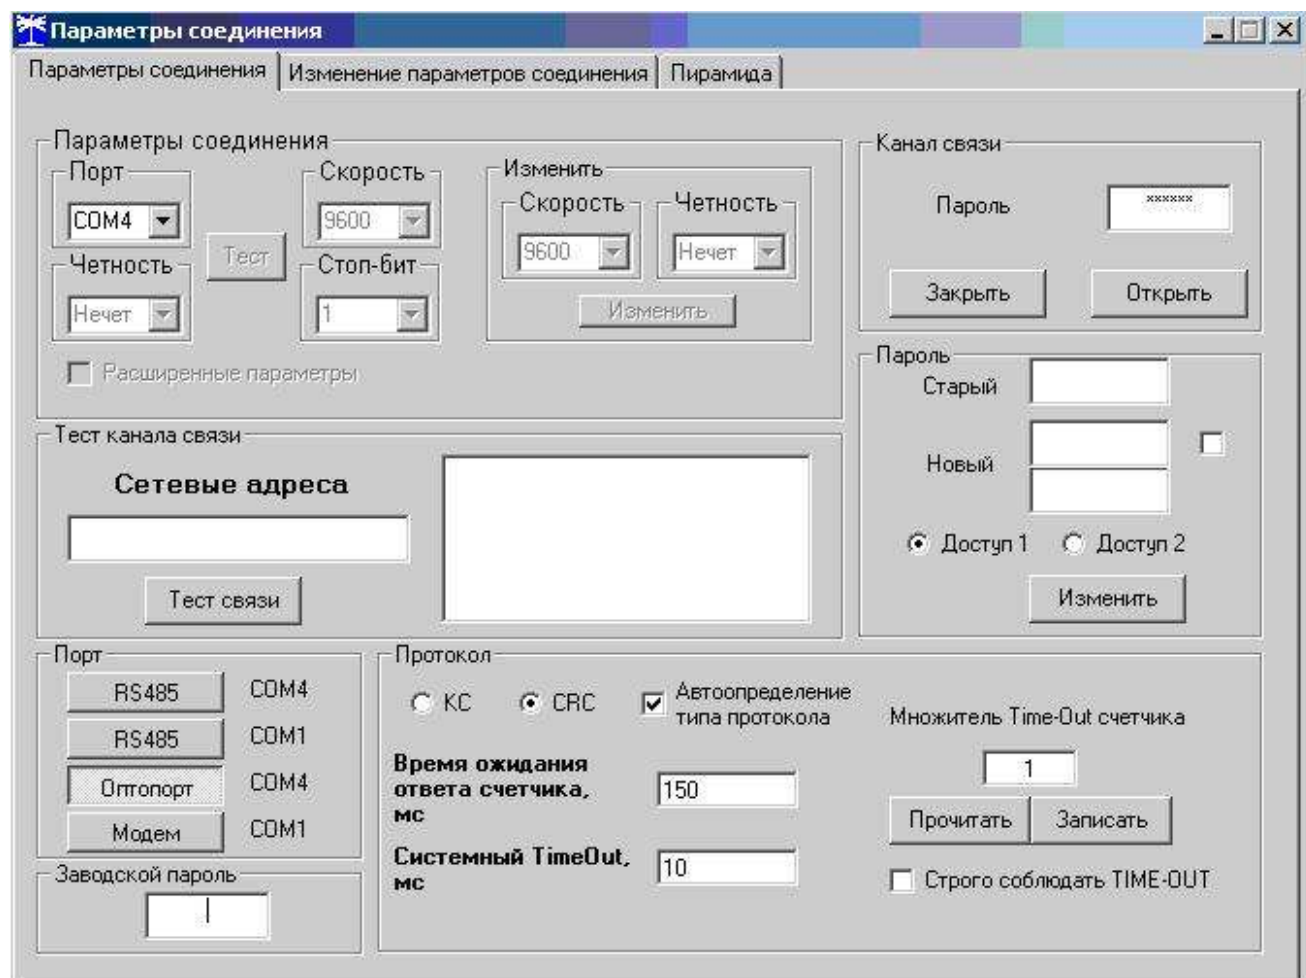 Параметры соединения
Параметры соединения
Изменение параметров соединения
Пирамида
Параметры соединения
Порт
COM4
Тест
Скорость
9600
Четность
Нечет
Стоп-бит
1
Расширенные параметры
Изменить
Скорость
9600
Четность
Нечет
Изменить
Канал связи
Пароль
******
Закрыть
Открыть
Пароль
Старый
Новый
Доступ 1
Доступ 2
Изменить
Тест канала связи
Сетевые адреса
Тест связи
Порт
RS485
COM4
RS485
COM1
Оптопорт
COM4
Модем
COM1
Заводской пароль
Протокол
КС
CRC
Автоопределение
типа протокола
Время ожидания
ответа счетчика,
мс
150
Системный TimeOut,
мс
10
Множитель Time-Out счетчика
1
Прочитать
Записать
Строго соблюдать TIME-OUT